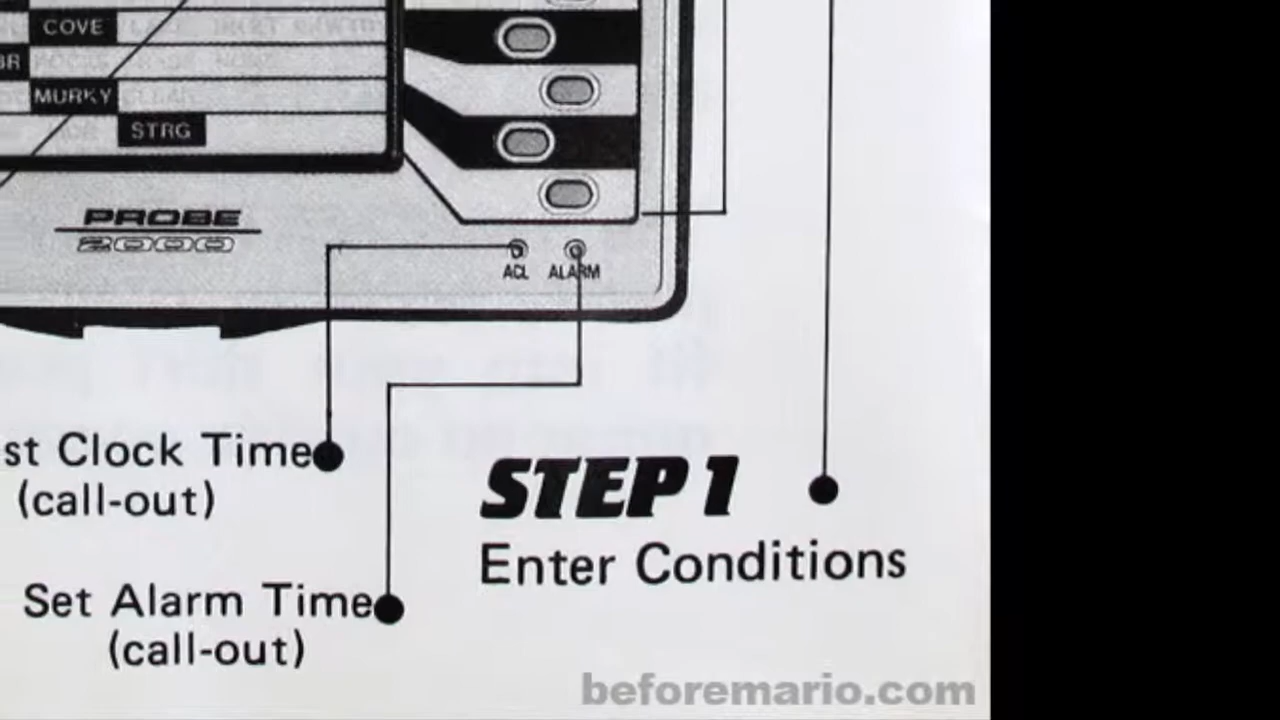 COVE
BR
MURKY
STRG
PROBE
2000
ACL ALARM
st Clock Time
(call-out)
STEP 1
Enter Conditions
Set Alarm Time
(call-out)
beforemario.com